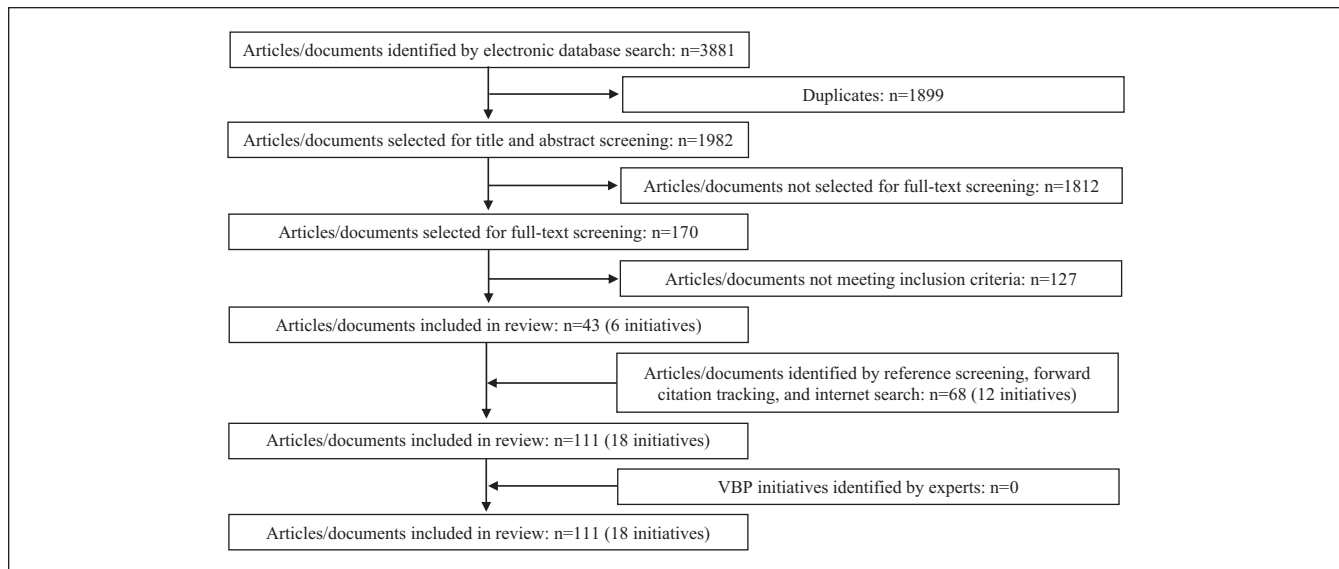 Articles/documents identified by electronic database search: n=3881
Duplicates: n=1899
Articles/documents selected for title and abstract screening: n=1982
Articles/documents not selected for full-text screening: n=1812
Articles/documents selected for full-text screening: n=170
Articles/documents not meeting inclusion criteria: n=127
Articles/documents included in review: n=43 (6 initiatives)
Articles/documents identified by reference screening, forward
citation tracking, and internet search: n=68 (12 initiatives)
Articles/documents included in review: n=111 (18 initiatives)
VBP initiatives identified by experts: n=0
Articles/documents included in review: n=111 (18 initiatives)